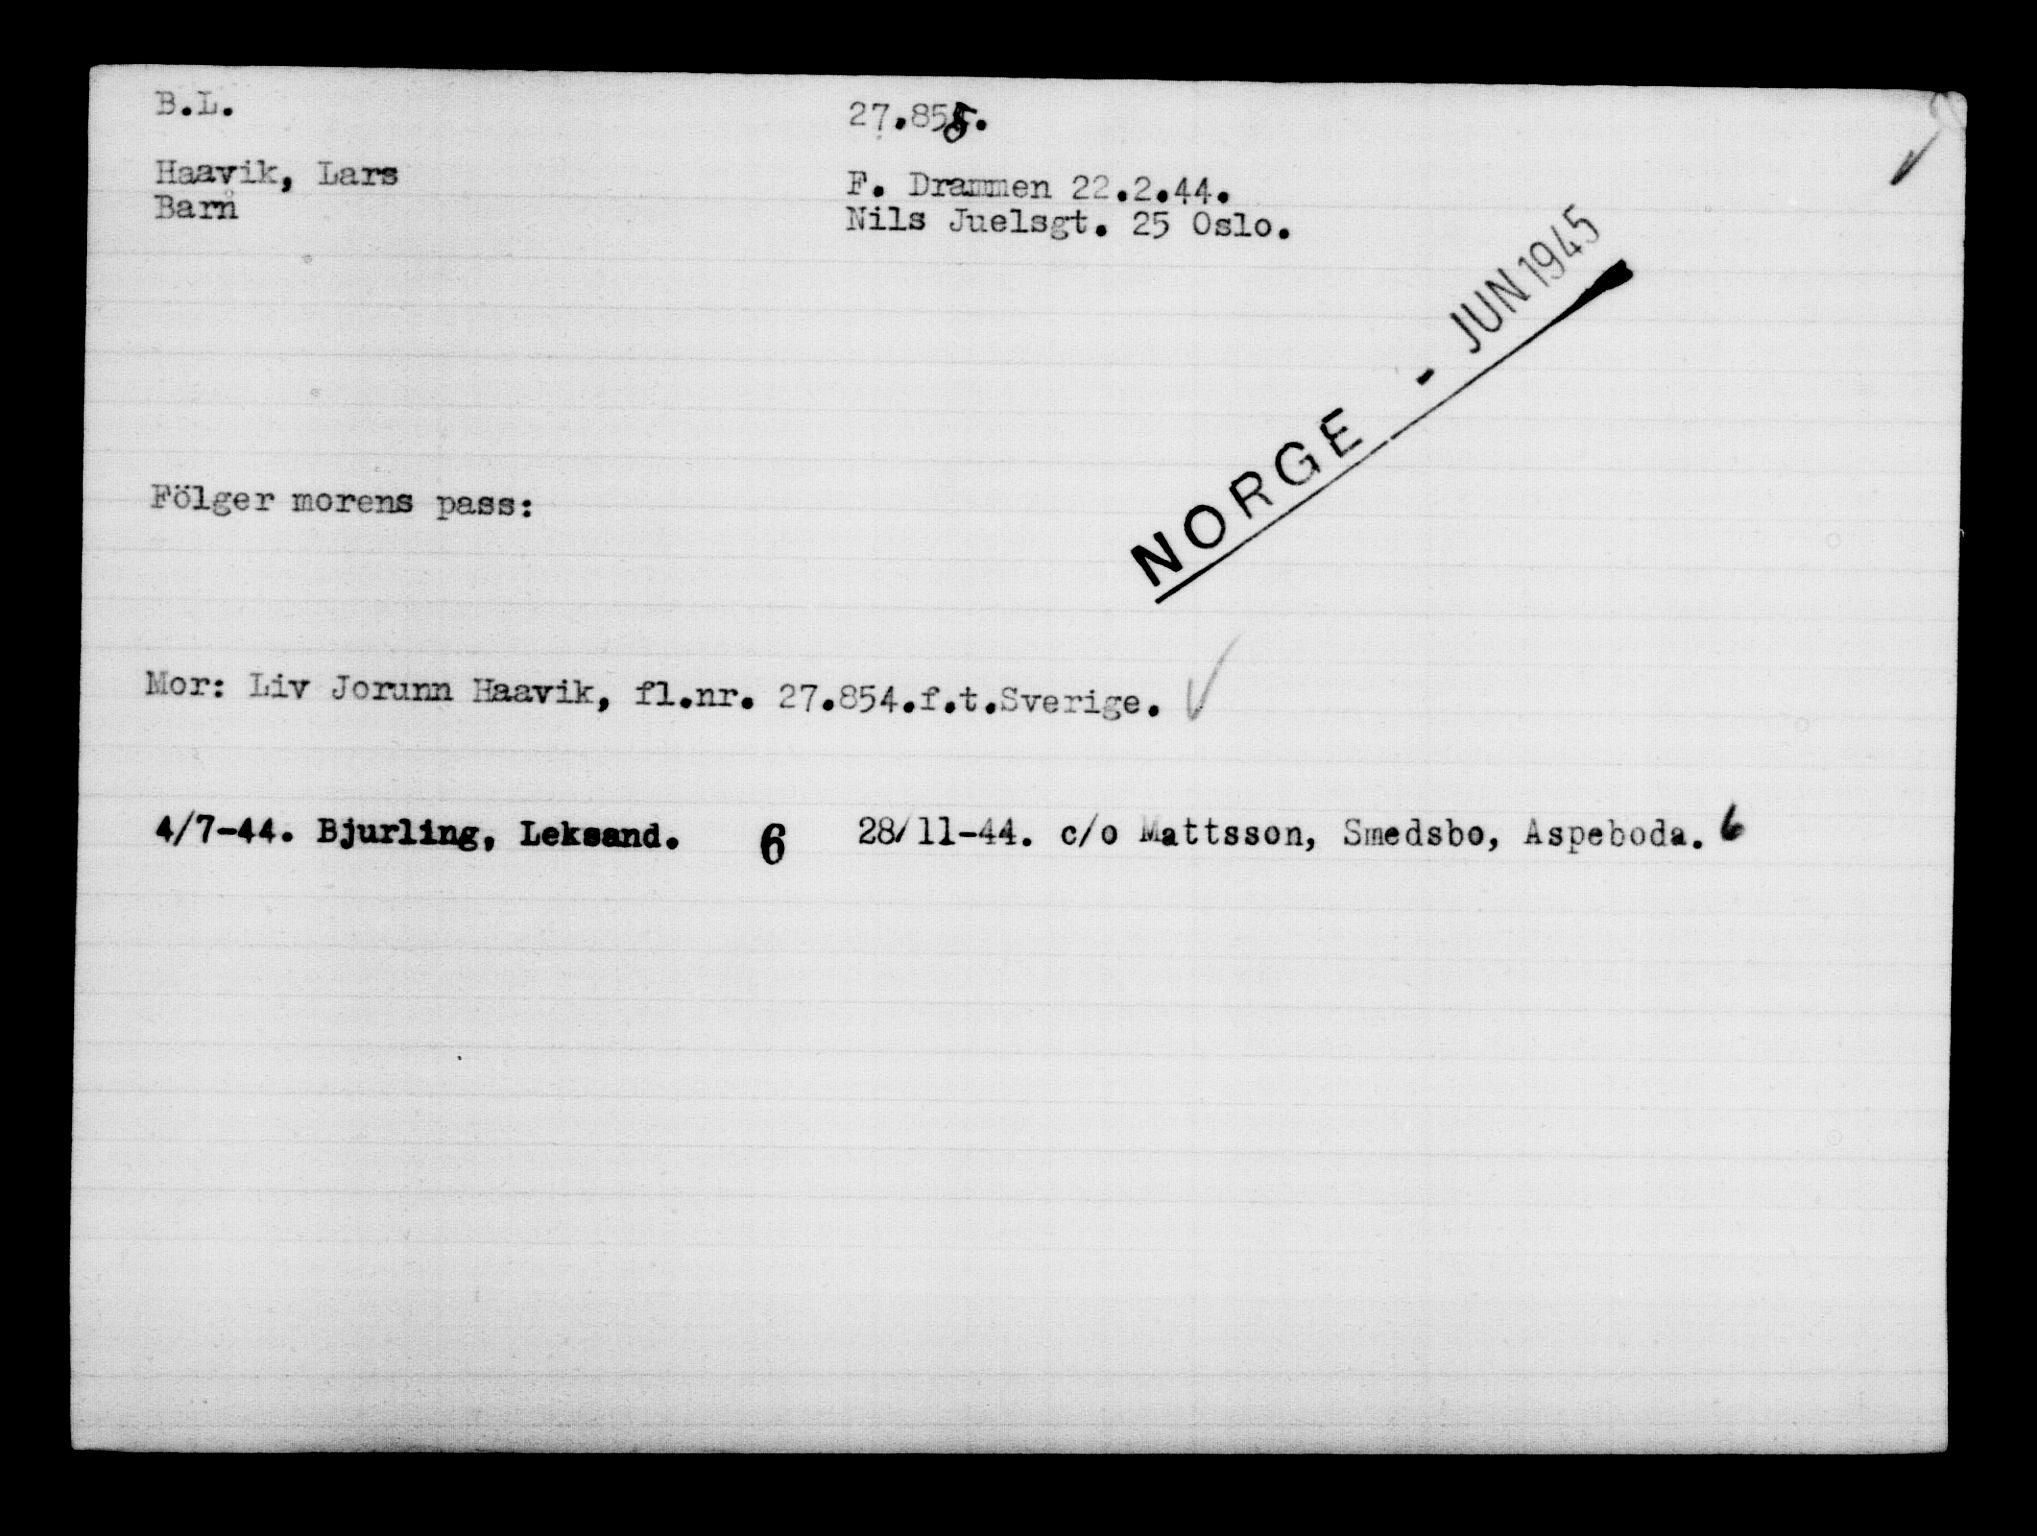 B.L.
27.855.
Haavik, Lars
Barn
F. Drammen 22.2.44.
Nils Juelsgt. 25 Oslo.
NORGE - JUN 1945
Fölger morens pass:
Mor: Liv Jorunn Haavik, fl.nr. 27.854.f.t.Sverige.
4/7-44. Bjurling, Leksand. 6 28/11-44. c/o Mattsson, Smedsbo, Aspeboda. 6